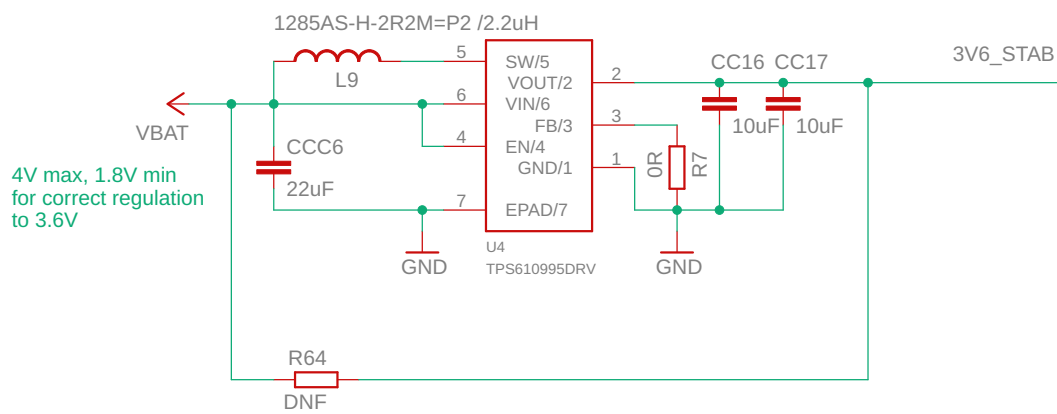 1285AS-H-2R2M=P2 /2.2uH
5
SW/5
L9
VOUT/2
2
CC16
CC17
3V6_STAB
6
VIN/6
VBAT
FB/3
3
10uF
10uF
4
EN/4
CCC6
GND/1
1
0R
R7
4V max, 1.8V min
for correct regulation
to 3.6V
22uF
7
EPAD/7
U4
TPS610995DRV
GND
GND
R64
DNF